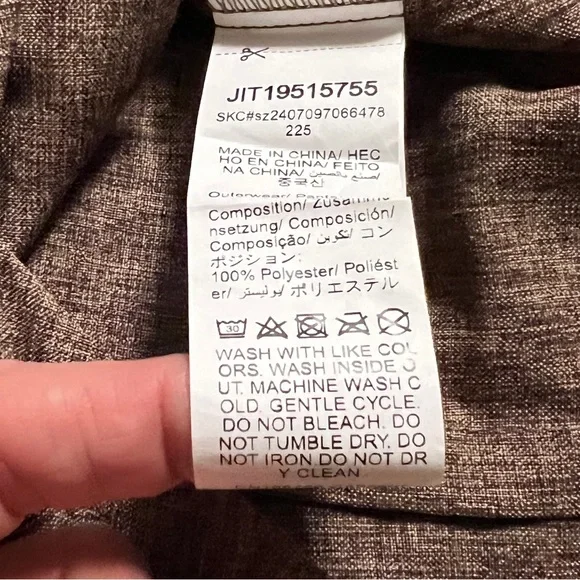 JIT19515755
SKC#sz2407097066478
225
MADE IN CHINA/ HEC
HO EN CHINA/ FEITO
NA CHINA/ صنع بالصين/
중국산
Outerwear/
Composition/ Zusamme
nsetzung/ Composición/
Composição/ تكوين/ コン
ポジション:
100% Polyester/ Poliést
er/ بوليستر/ ポリエステル
30
WASH WITH LIKE COL
ORS. WASH INSIDE O
UT. MACHINE WASH C
OLD. GENTLE CYCLE.
DO NOT BLEACH. DO
NOT TUMBLE DRY. DO
NOT IRON DO NOT DR
Y CLEAN